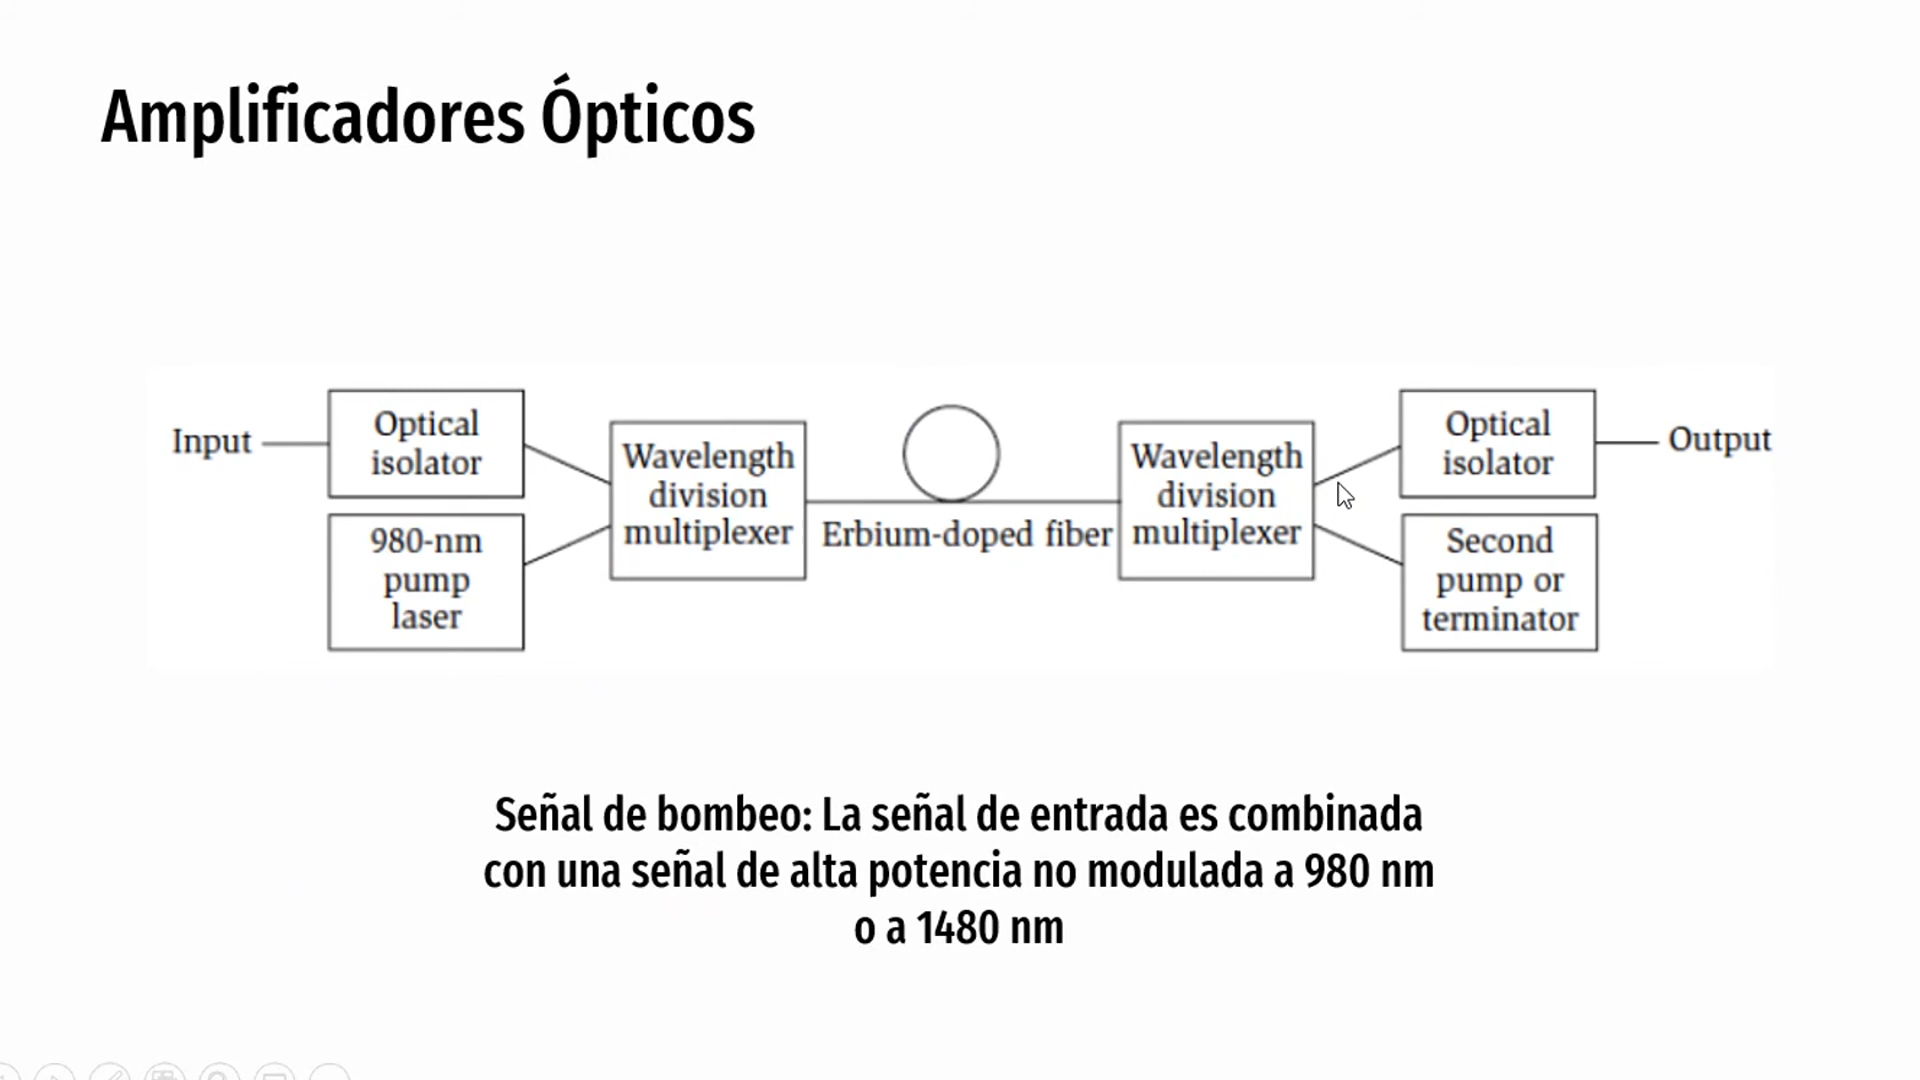 Amplificadores Ópticos
Input
Optical
isolator
980-nm
pump
laser
Wavelength
division
multiplexer
Erbium-doped fiber
Wavelength
division
multiplexer
Optical
isolator
Output
Second
pump or
terminator
Señal de bombeo: La señal de entrada es combinada
con una señal de alta potencia no modulada a 980 nm
o a 1480 nm